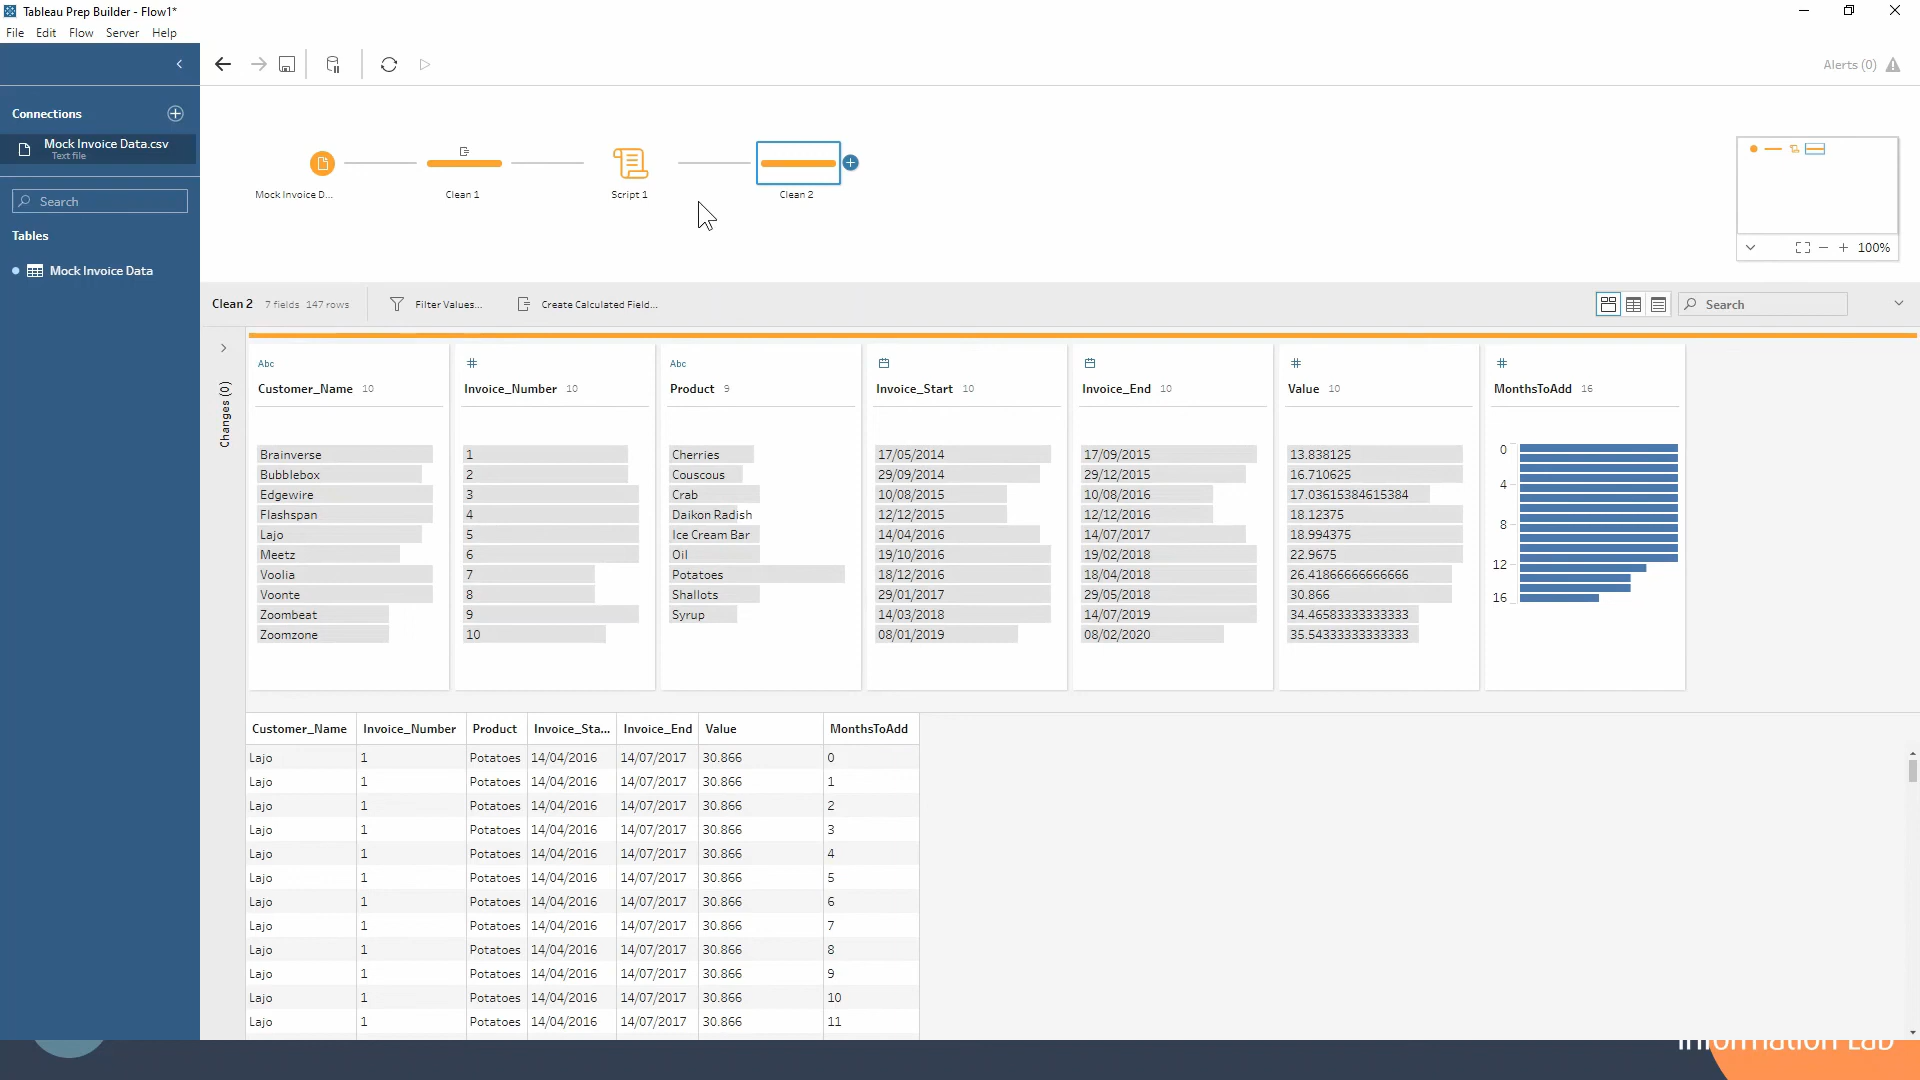 Tableau Prep Builder - Flow1*
File Edit Flow Server Help
Alerts (0)
Connections
Mock Invoice Data.csv
Text file
Search
Tables
Mock Invoice Data
Mock Invoice D...
Clean 1
Script 1
Clean 2
100%
Clean 2 7 fields 147 rows Filter Values... Create Calculated Field... Search
Changes (0)
Abc # Abc # #
Customer_Name 10 Invoice_Number 10 Product 9 Invoice_Start 10 Invoice_End 10 Value 10 MonthsToAdd 16
Brainverse 1 Cherries 17/05/2014 17/09/2015 13.838125 0
Bubblebox 2 Couscous 29/09/2014 29/12/2015 16.710625
Edgewire 3 Crab 10/08/2015 10/08/2016 17.03615384615384 4
Flashspan 4 Daikon Radish 12/12/2015 12/12/2016 18.12375
Lajo 5 Ice Cream Bar 14/04/2016 14/07/2017 18.994375 8
Meetz 6 Oil 19/10/2016 19/02/2018 22.9675
Voolia 7 Potatoes 18/12/2016 18/04/2018 26.41866666666666 12
Voonte 8 Shallots 29/01/2017 29/05/2018 30.866 16
Zoombeat 9 Syrup 14/03/2018 14/07/2019 34.46583333333333
Zoomzone 10 08/01/2019 08/02/2020 35.54333333333333
Customer_Name Invoice_Number Product Invoice_Sta... Invoice_End Value MonthsToAdd
Lajo 1 Potatoes 14/04/2016 14/07/2017 30.866 0
Lajo 1 Potatoes 14/04/2016 14/07/2017 30.866 1
Lajo 1 Potatoes 14/04/2016 14/07/2017 30.866 2
Lajo 1 Potatoes 14/04/2016 14/07/2017 30.866 3
Lajo 1 Potatoes 14/04/2016 14/07/2017 30.866 4
Lajo 1 Potatoes 14/04/2016 14/07/2017 30.866 5
Lajo 1 Potatoes 14/04/2016 14/07/2017 30.866 6
Lajo 1 Potatoes 14/04/2016 14/07/2017 30.866 7
Lajo 1 Potatoes 14/04/2016 14/07/2017 30.866 8
Lajo 1 Potatoes 14/04/2016 14/07/2017 30.866 9
Lajo 1 Potatoes 14/04/2016 14/07/2017 30.866 10
Lajo 1 Potatoes 14/04/2016 14/07/2017 30.866 11
Information Lab